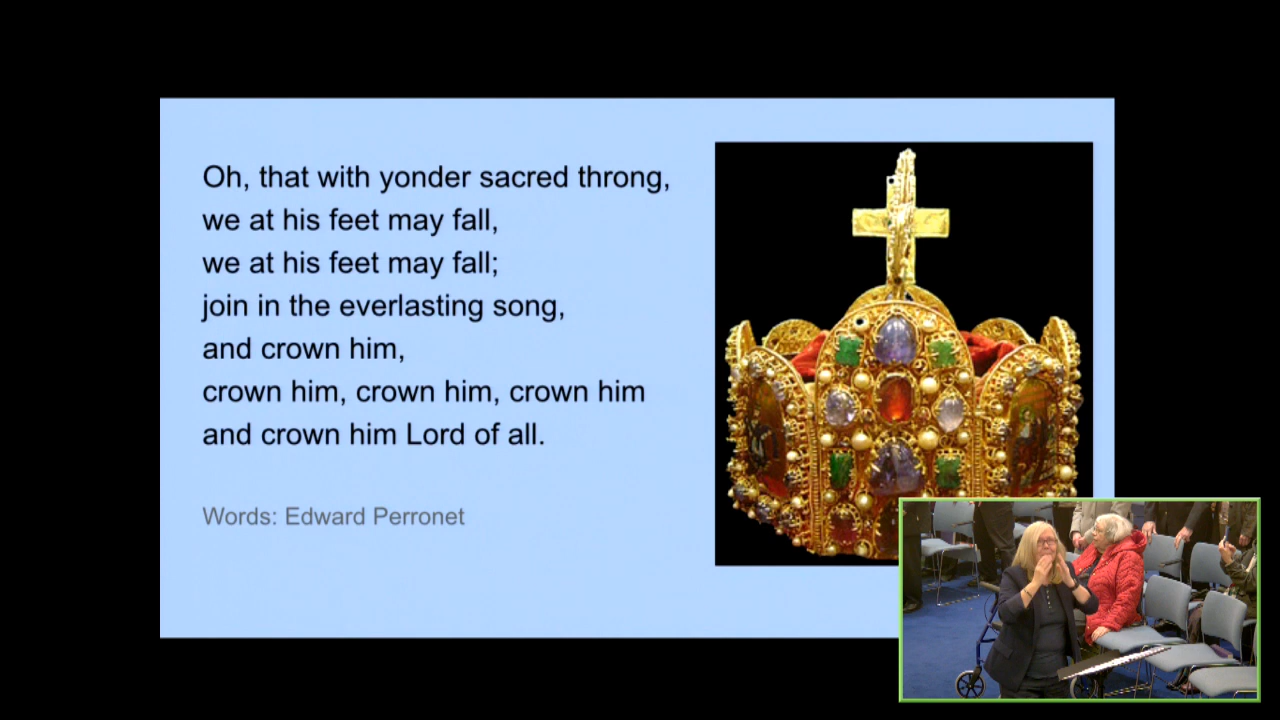 Oh, that with yonder sacred throng,
we at his feet may fall,
we at his feet may fall;
join in the everlasting song,
and crown him,
crown him, crown him, crown him
and crown him Lord of all.
Words: Edward Perronet